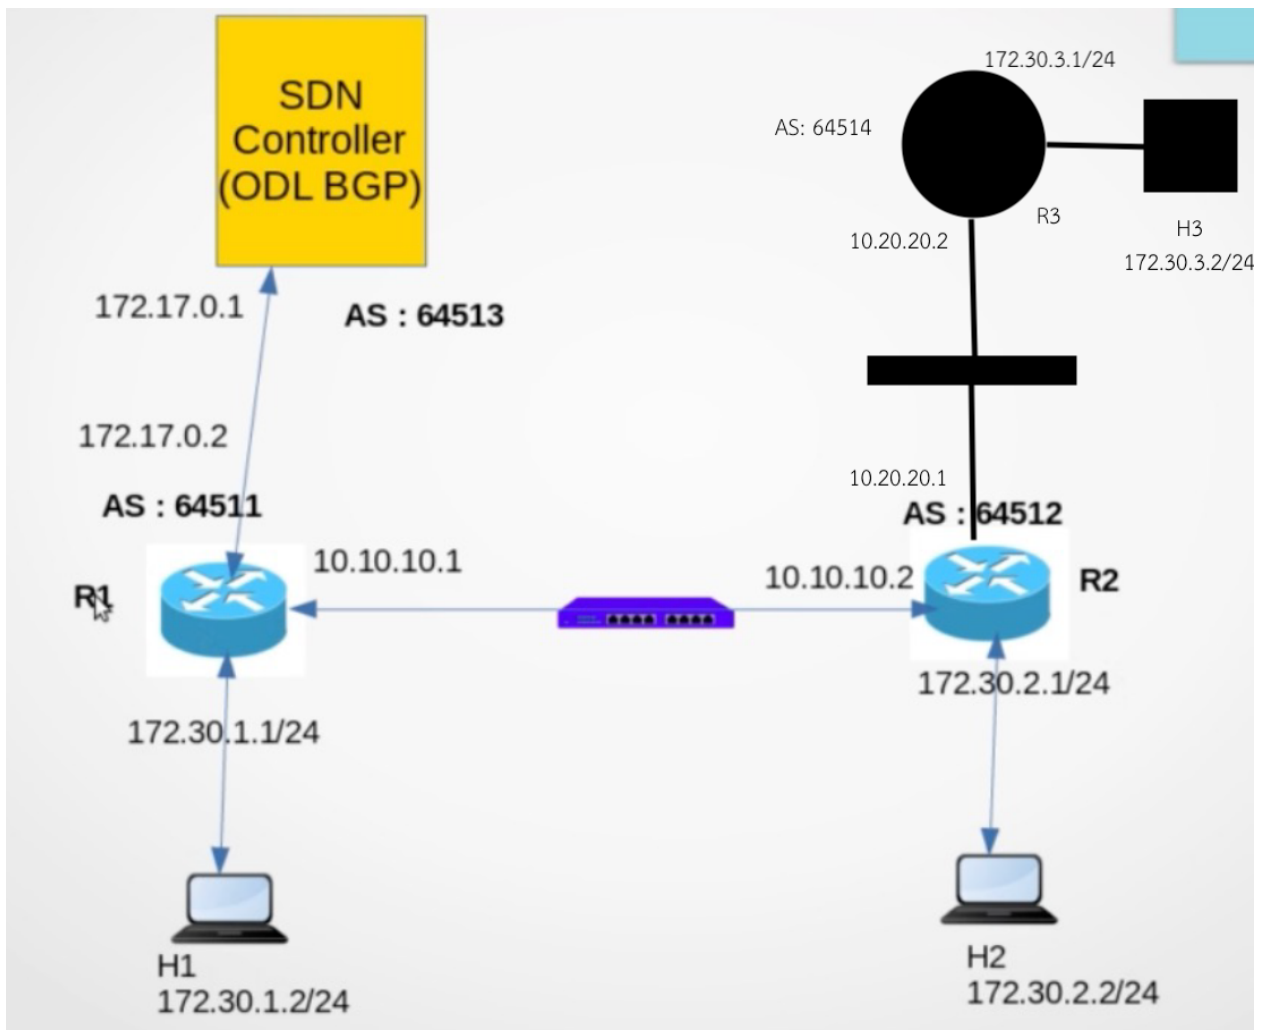 SDN
Controller
(ODL BGP)
172.17.0.1
AS : 64513
172.17.0.2
AS : 64511
R1
10.10.10.1
172.30.1.1/24
H1
172.30.1.2/24
172.30.3.1/24
AS: 64514
R3
10.20.20.2
H3
172.30.3.2/24
10.20.20.1
AS : 64512
10.10.10.2
R2
172.30.2.1/24
H2
172.30.2.2/24